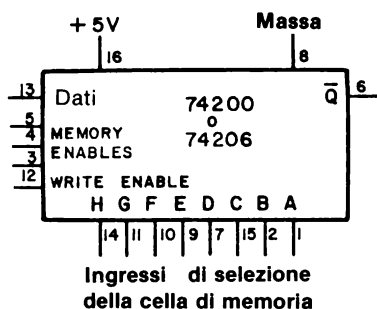 + 5V Massa
16 8
13 Dati 74200 Q̅ 6
5 o
4 MEMORY 74206
3 ENABLES
12 WRITE ENABLE
H G F E D C B A
14 11 10 9 7 15 2 1
Ingressi di selezione
della cella di memoria